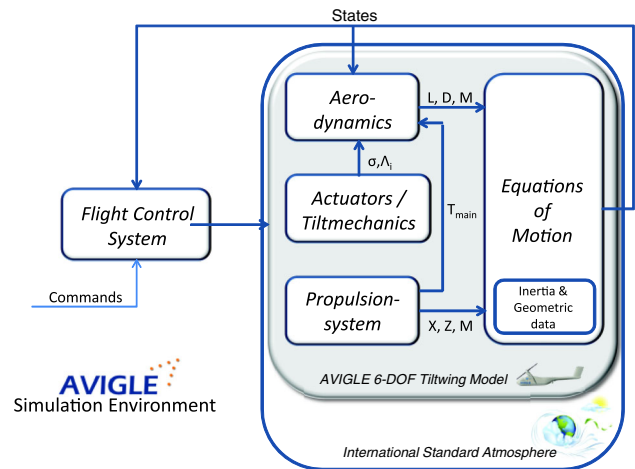 States
Aero-
dynamics
L, D, M
σ,Λi
Tmain
Actuators /
Tiltmechanics
Equations
of
Motion
Flight Control
System
Commands
Propulsion-
system
X, Z, M
Inertia &
Geometric
data
AVIGLE 6-DOF Tiltwing Model
AVIGLE
Simulation Environment
International Standard Atmosphere